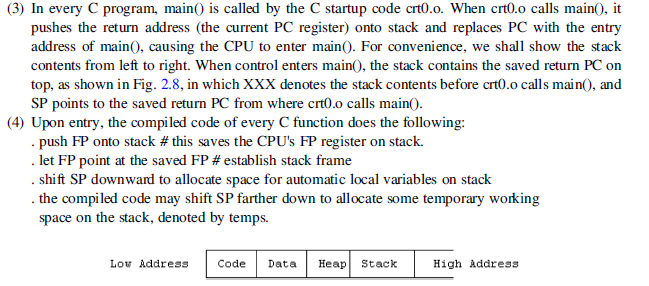 (3) In every C program, main() is called by the C startup code crt0.o. When crt0.o calls main(), it
pushes the return address (the current PC register) onto stack and replaces PC with the entry
address of main(), causing the CPU to enter main(). For convenience, we shall show the stack
contents from left to right. When control enters main(), the stack contains the saved return PC on
top, as shown in Fig. 2.8, in which XXX denotes the stack contents before crt0.o calls main(), and
SP points to the saved return PC from where crt0.o calls main().
(4) Upon entry, the compiled code of every C function does the following:
. push FP onto stack # this saves the CPU's FP register on stack.
. let FP point at the saved FP # establish stack frame
. shift SP downward to allocate space for automatic local variables on stack
. the compiled code may shift SP farther down to allocate some temporary working
space on the stack, denoted by temps.
Low Address Code Data Heap Stack High Address